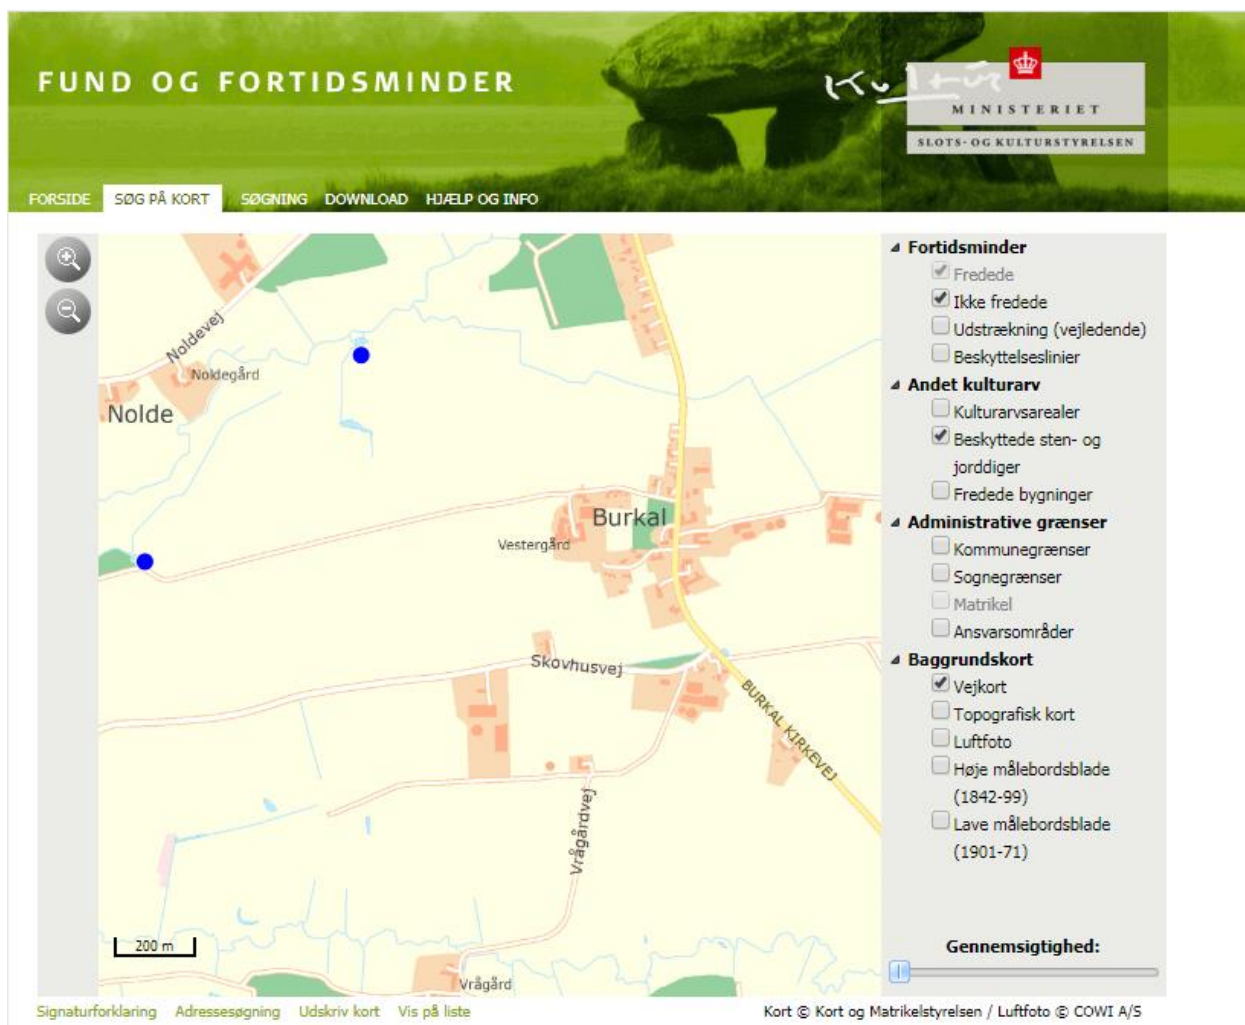 FUND OG FORTIDSMINDER
Kultur
MINISTERIET
SLOTS- OG KULTURSTYRELSEN
FORSIDE SØG PÅ KORT SØGNING DOWNLOAD HJÆLP OG INFO
Noldevej
Noldegård
Nolde
Burkal
Vestergård
Skovhusvej
BURKAL KIRKEVEJ
Vrågårdvej
Vrågård
200 m
Fortidsminder
Fredede
Ikke fredede
Udstrækning (vejledende)
Beskyttelseslinier
Andet kulturarv
Kulturarvsarealer
Beskyttede sten- og
jorddiger
Fredede bygninger
Administrative grænser
Kommunegrænser
Sognegrænser
Matrikel
Ansvarsområder
Baggrundskort
Vejkort
Topografisk kort
Luftfoto
Høje målebordsblade
(1842-99)
Lave målebordsblade
(1901-71)
Gennemsigtighed:
Signaturforklaring Adressesøgning Udskriv kort Vis på liste
Kort © Kort og Matrikelstyrelsen / Luftfoto © COWI A/S